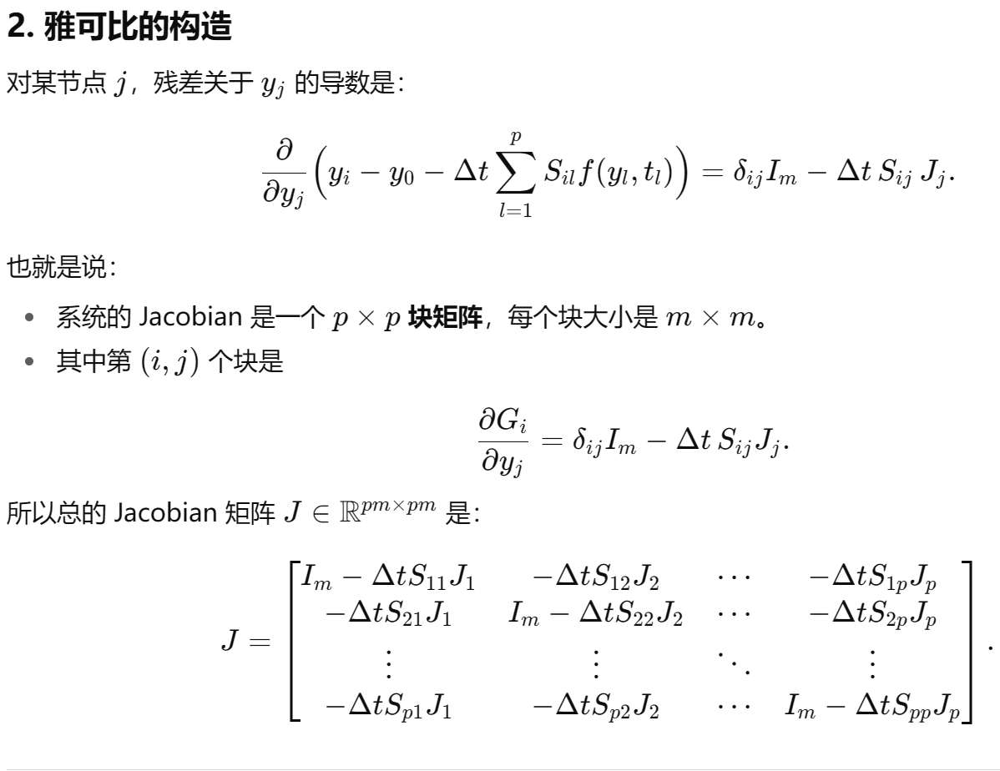 2. 雅可比的构造
对某节点 $j$，残差关于 $y_j$ 的导数是：
$$\frac{\partial}{\partial y_j}\left(y_i - y_0 - \Delta t \sum_{l=1}^{p} S_{il} f(y_l, t_l)\right) = \delta_{ij} I_m - \Delta t\, S_{ij}\, J_j.$$
也就是说：
• 系统的 Jacobian 是一个 $p \times p$ 块矩阵，每个块大小是 $m \times m$。
• 其中第 $(i, j)$ 个块是
$$\frac{\partial G_i}{\partial y_j} = \delta_{ij} I_m - \Delta t\, S_{ij} J_j.$$
所以总的 Jacobian 矩阵 $J \in \mathbb{R}^{pm \times pm}$ 是：
$$J = \begin{bmatrix} I_m - \Delta t S_{11} J_1 & -\Delta t S_{12} J_2 & \cdots & -\Delta t S_{1p} J_p \\ -\Delta t S_{21} J_1 & I_m - \Delta t S_{22} J_2 & \cdots & -\Delta t S_{2p} J_p \\ \vdots & \vdots & \ddots & \vdots \\ -\Delta t S_{p1} J_1 & -\Delta t S_{p2} J_2 & \cdots & I_m - \Delta t S_{pp} J_p \end{bmatrix}.$$